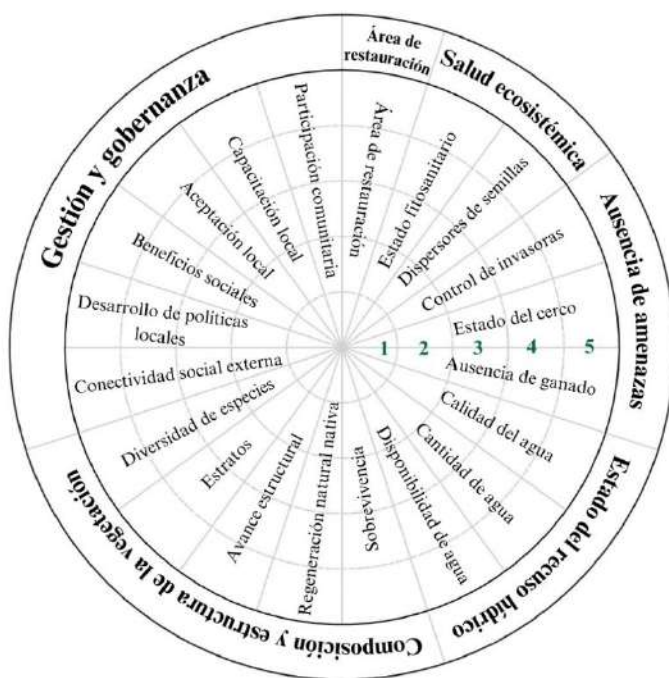 Área de
restauración
Salud ecosistémica
Ausencia de amenazas
Estado del recuso hídrico
Composición y estructura de la vegetación
Gestión y gobernanza
Área de restauración
Estado fitosanitario
Dispersores de semillas
Control de invasoras
Estado del cerco
1 2 3 4 5
Ausencia de ganado
Calidad del agua
Cantidad de agua
Disponibilidad de agua
Sobrevivencia
Regeneración natural nativa
Avance estructural
Estratos
Diversidad de especies
Conectividad social externa
Desarrollo de políticas
locales
Beneficios sociales
Aceptación local
Capacitación local
Participación comunitaria